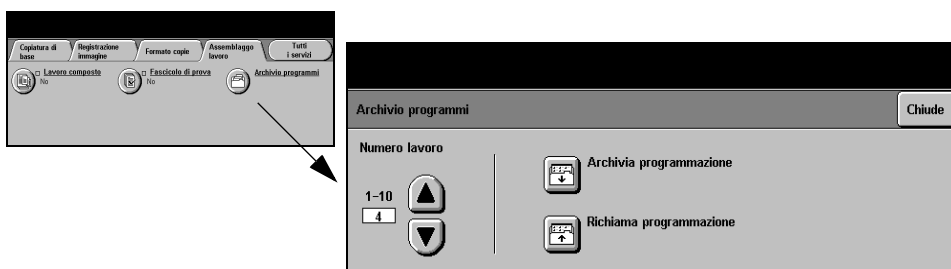 Copiatura di base
Registrazione immagine
Formato copie
Assemblaggo lavoro
Tutti i servizi
Lavoro composto
No
Fascicolo di prova
No
Archivio programmi
Archivio programmi
Chiude
Numero lavoro
1-10
4
Archivia programmazione
Richiama programmazione